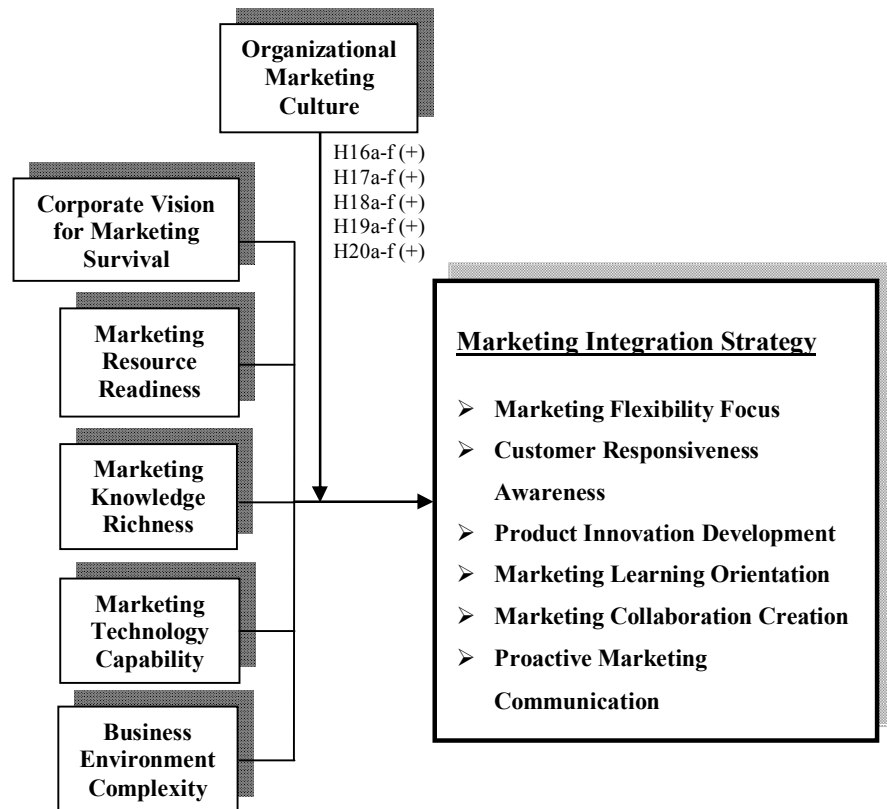 Organizational
Marketing
Culture
H16a-f (+)
H17a-f (+)
H18a-f (+)
H19a-f (+)
H20a-f (+)
Corporate Vision
for Marketing
Survival
Marketing
Resource
Readiness
Marketing
Knowledge
Richness
Marketing
Technology
Capability
Business
Environment
Complexity
Marketing Integration Strategy
➢ Marketing Flexibility Focus
➢ Customer Responsiveness
Awareness
➢ Product Innovation Development
➢ Marketing Learning Orientation
➢ Marketing Collaboration Creation
➢ Proactive Marketing
Communication